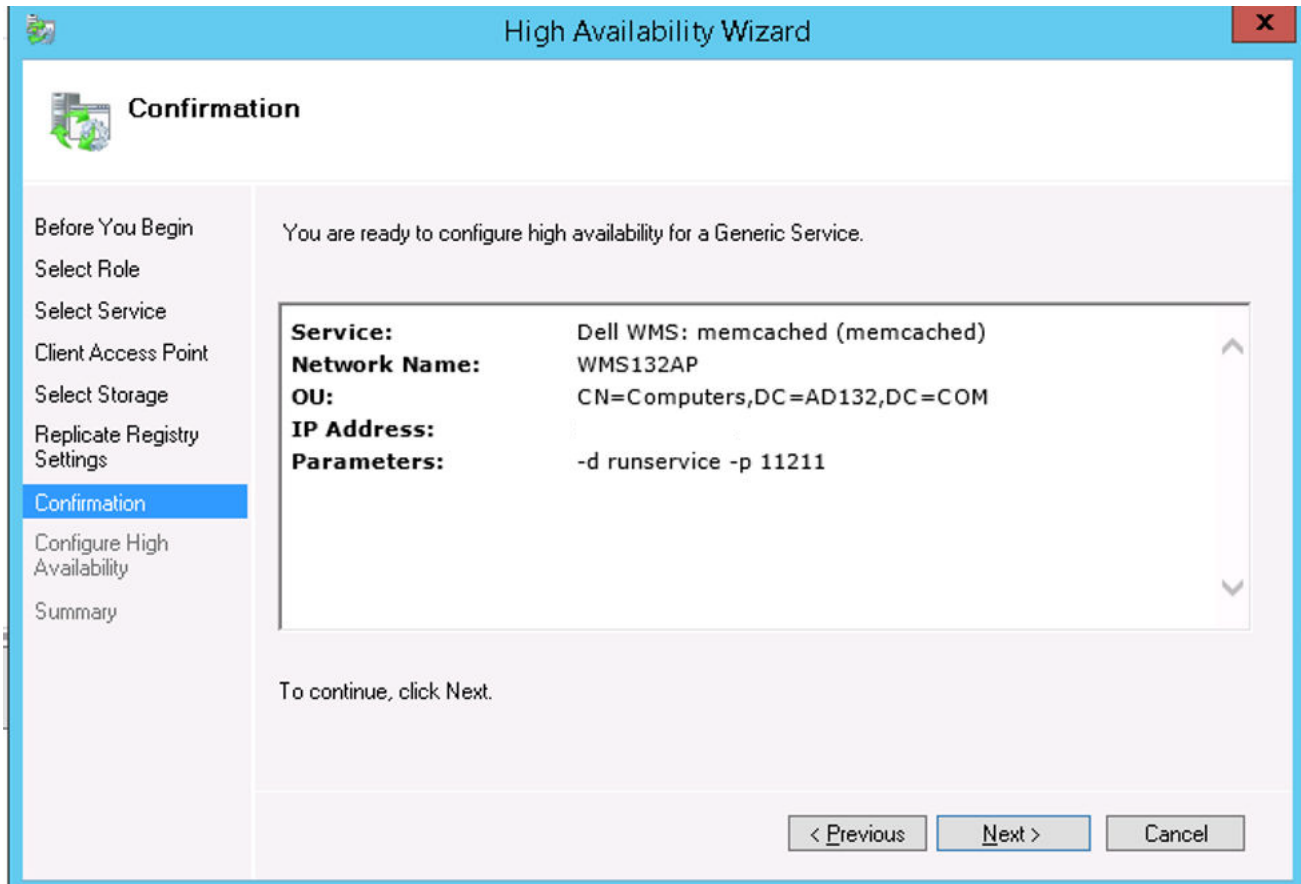 High Availability Wizard
x
Confirmation
Before You Begin
Select Role
Select Service
Client Access Point
Select Storage
Replicate Registry
Settings
Confirmation
Configure High
Availability
Summary
You are ready to configure high availability for a Generic Service.
Service: Dell WMS: memcached (memcached)
Network Name: WMS132AP
OU: CN=Computers,DC=AD132,DC=COM
IP Address:
Parameters: -d runservice -p 11211
To continue, click Next.
< Previous Next > Cancel